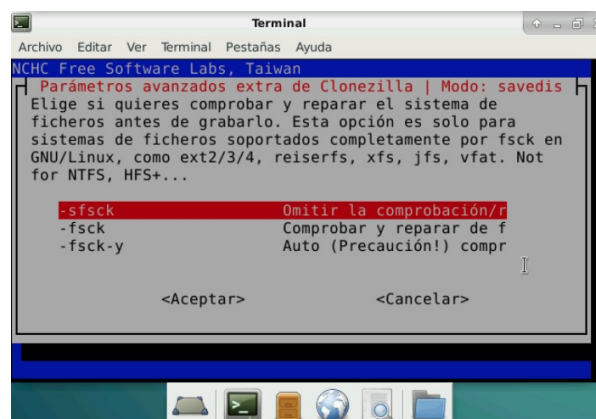 Terminal
Archivo Editar Ver Terminal Pestañas Ayuda
NCHC Free Software Labs, Taiwan
Parámetros avanzados extra de Clonezilla | Modo: savedis
Elige si quieres comprobar y reparar el sistema de
ficheros antes de grabarlo. Esta opción es solo para
sistemas de ficheros soportados completamente por fsck en
GNU/Linux, como ext2/3/4, reiserfs, xfs, jfs, vfat. Not
for NTFS, HFS+...
-sfsck Omitir la comprobación/r
-fsck Comprobar y reparar de f
-fsck-y Auto (Precaución!) compr
<Aceptar> <Cancelar>